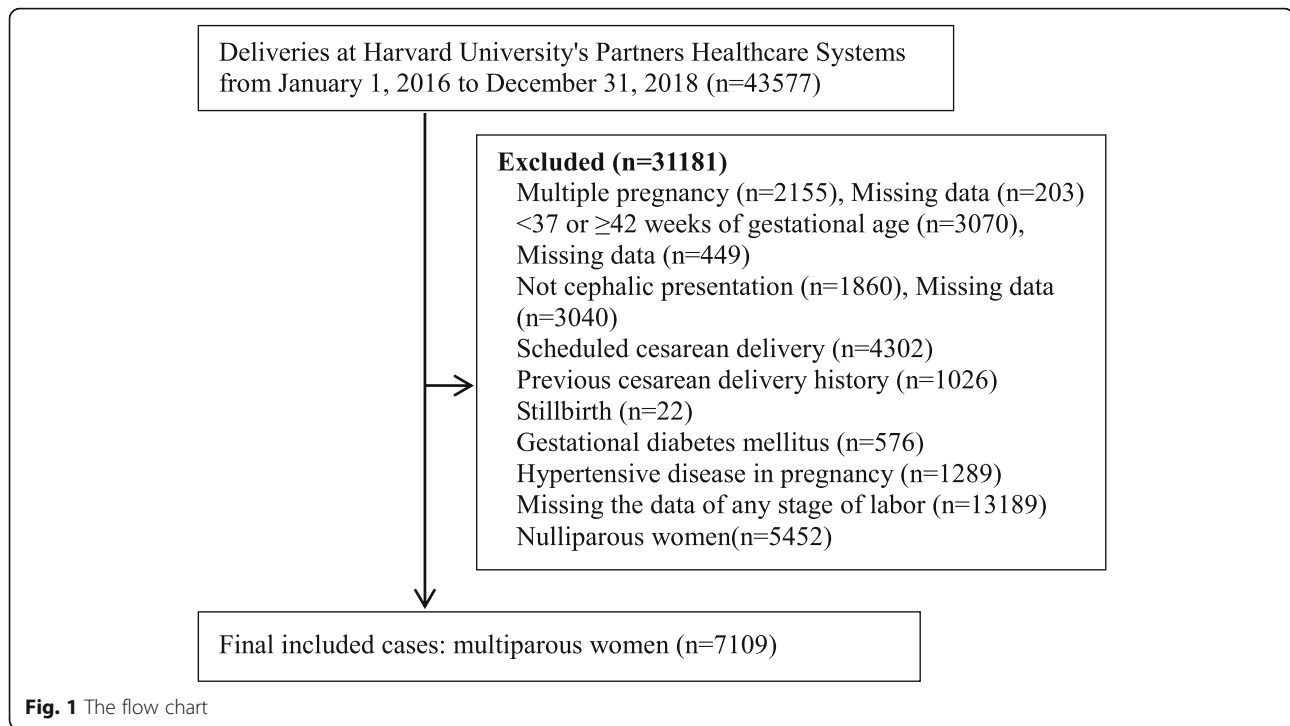 Deliveries at Harvard University's Partners Healthcare Systems
from January 1, 2016 to December 31, 2018 (n=43577)
Excluded (n=31181)
Multiple pregnancy (n=2155), Missing data (n=203)
<37 or ≥42 weeks of gestational age (n=3070),
Missing data (n=449)
Not cephalic presentation (n=1860), Missing data
(n=3040)
Scheduled cesarean delivery (n=4302)
Previous cesarean delivery history (n=1026)
Stillbirth (n=22)
Gestational diabetes mellitus (n=576)
Hypertensive disease in pregnancy (n=1289)
Missing the data of any stage of labor (n=13189)
Nulliparous women(n=5452)
Final included cases: multiparous women (n=7109)
Fig. 1 The flow chart